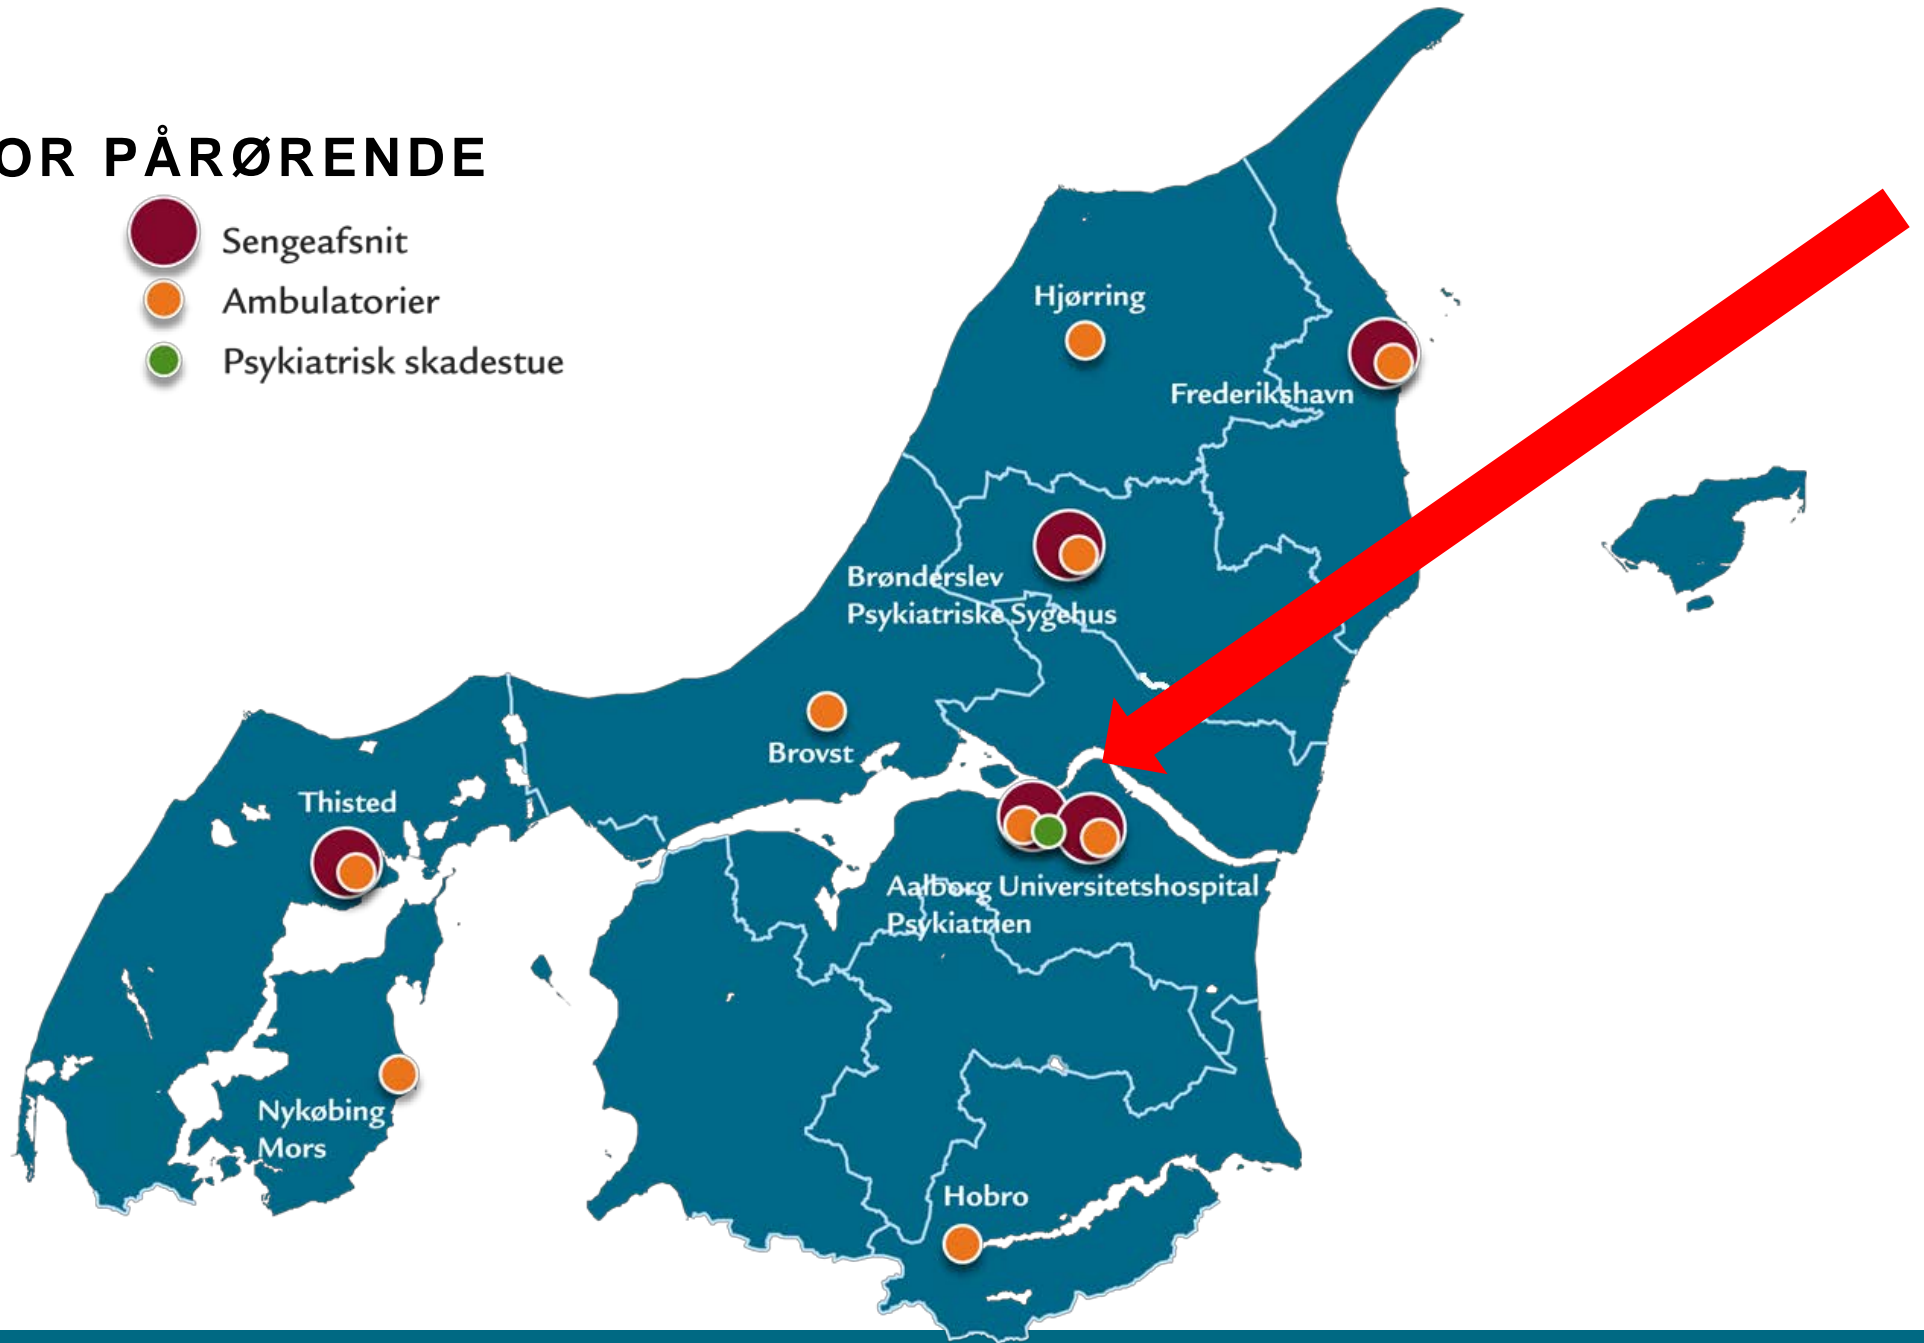 OR PÅRØRENDE
Sengeafsnit
Ambulatorier
Psykiatrisk skadestue
Hjørring
Frederikshavn
Brønderslev
Psykiatriske Sygehus
Brovst
Thisted
Aalborg Universitetshospital
Psykiatrien
Nykøbing
Mors
Hobro